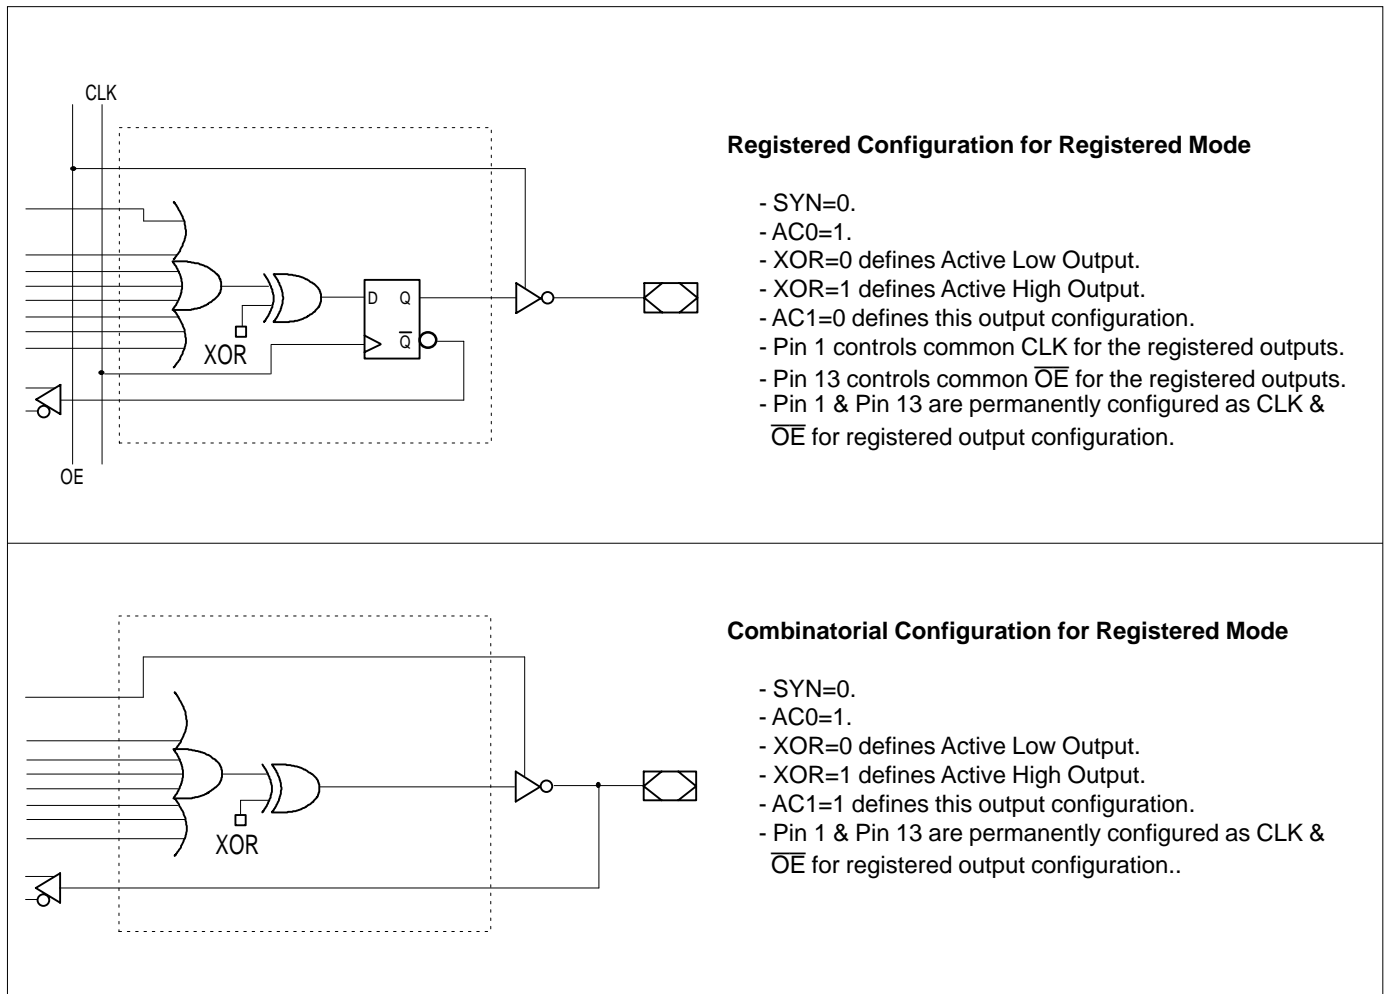 CLK
XOR
D Q
Q̅
OE
Registered Configuration for Registered Mode
- SYN=0.
- AC0=1.
- XOR=0 defines Active Low Output.
- XOR=1 defines Active High Output.
- AC1=0 defines this output configuration.
- Pin 1 controls common CLK for the registered outputs.
- Pin 13 controls common O̅E̅ for the registered outputs.
- Pin 1 & Pin 13 are permanently configured as CLK &
O̅E̅ for registered output configuration.
XOR
Combinatorial Configuration for Registered Mode
- SYN=0.
- AC0=1.
- XOR=0 defines Active Low Output.
- XOR=1 defines Active High Output.
- AC1=1 defines this output configuration.
- Pin 1 & Pin 13 are permanently configured as CLK &
O̅E̅ for registered output configuration..